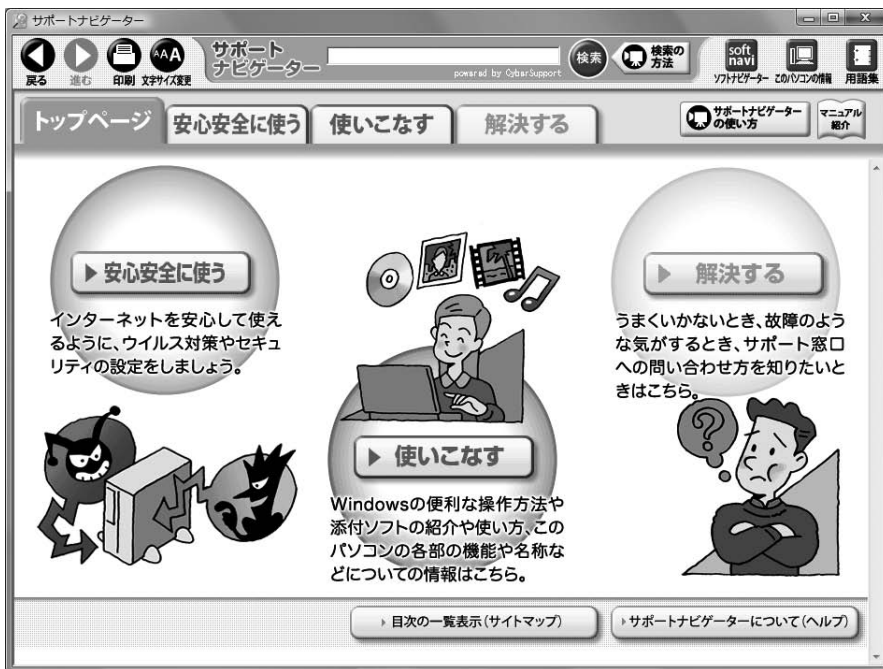 サポートナビゲーター
戻る
進む
印刷
AAA
文字サイズ変更
サポート
ナビゲーター
powered by CyberSupport
検索
検索の
方法
soft
navi
ソフトナビゲーター
このパソコンの情報
用語集
トップページ
安心安全に使う
使いこなす
解決する
サポートナビゲーター
の使い方
マニュアル
紹介
安心安全に使う
インターネットを安心して使え
るように、ウイルス対策やセキュ
リティの設定をしましょう。
使いこなす
Windowsの便利な操作方法や
添付ソフトの紹介や使い方、この
パソコンの各部の機能や名称な
どについての情報はこちら。
解決する
うまくいかないとき、故障のよう
な気がするとき、サポート窓口
への問い合わせ方を知りたいと
きはこちら。
?
目次の一覧表示(サイトマップ)
サポートナビゲーターについて(ヘルプ)